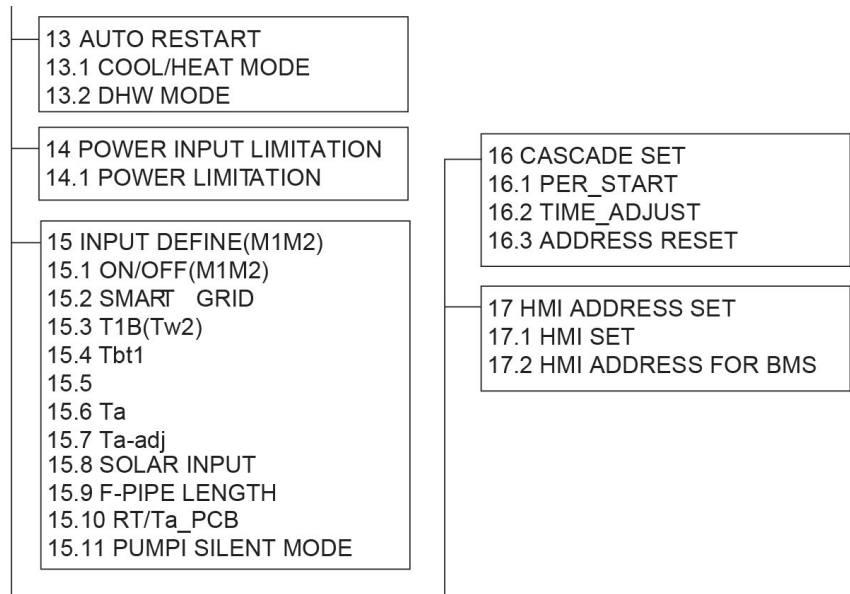 13 AUTO RESTART
13.1 COOL/HEAT MODE
13.2 DHW MODE
14 POWER INPUT LIMITATION
14.1 POWER LIMITATION
15 INPUT DEFINE(M1M2)
15.1 ON/OFF(M1M2)
15.2 SMART GRID
15.3 T1B(Tw2)
15.4 Tbt1
15.5
15.6 Ta
15.7 Ta-adj
15.8 SOLAR INPUT
15.9 F-PIPE LENGTH
15.10 RT/Ta_PCB
15.11 PUMPI SILENT MODE
16 CASCADE SET
16.1 PER_START
16.2 TIME_ADJUST
16.3 ADDRESS RESET
17 HMI ADDRESS SET
17.1 HMI SET
17.2 HMI ADDRESS FOR BMS